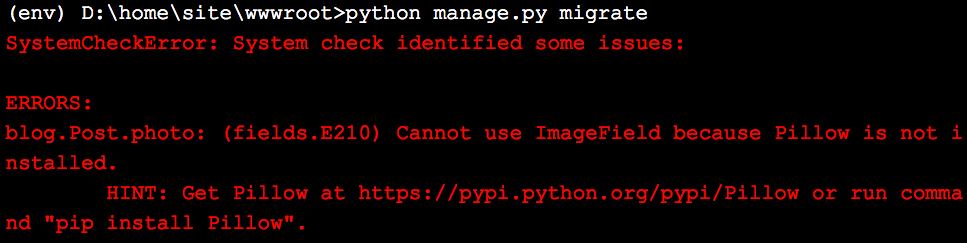 (env) D:\home\site\wwwroot>python manage.py migrate
SystemCheckError: System check identified some issues:
ERRORS:
blog.Post.photo: (fields.E210) Cannot use ImageField because Pillow is not i
nstalled.
        HINT: Get Pillow at https://pypi.python.org/pypi/Pillow or run comma
nd "pip install Pillow".